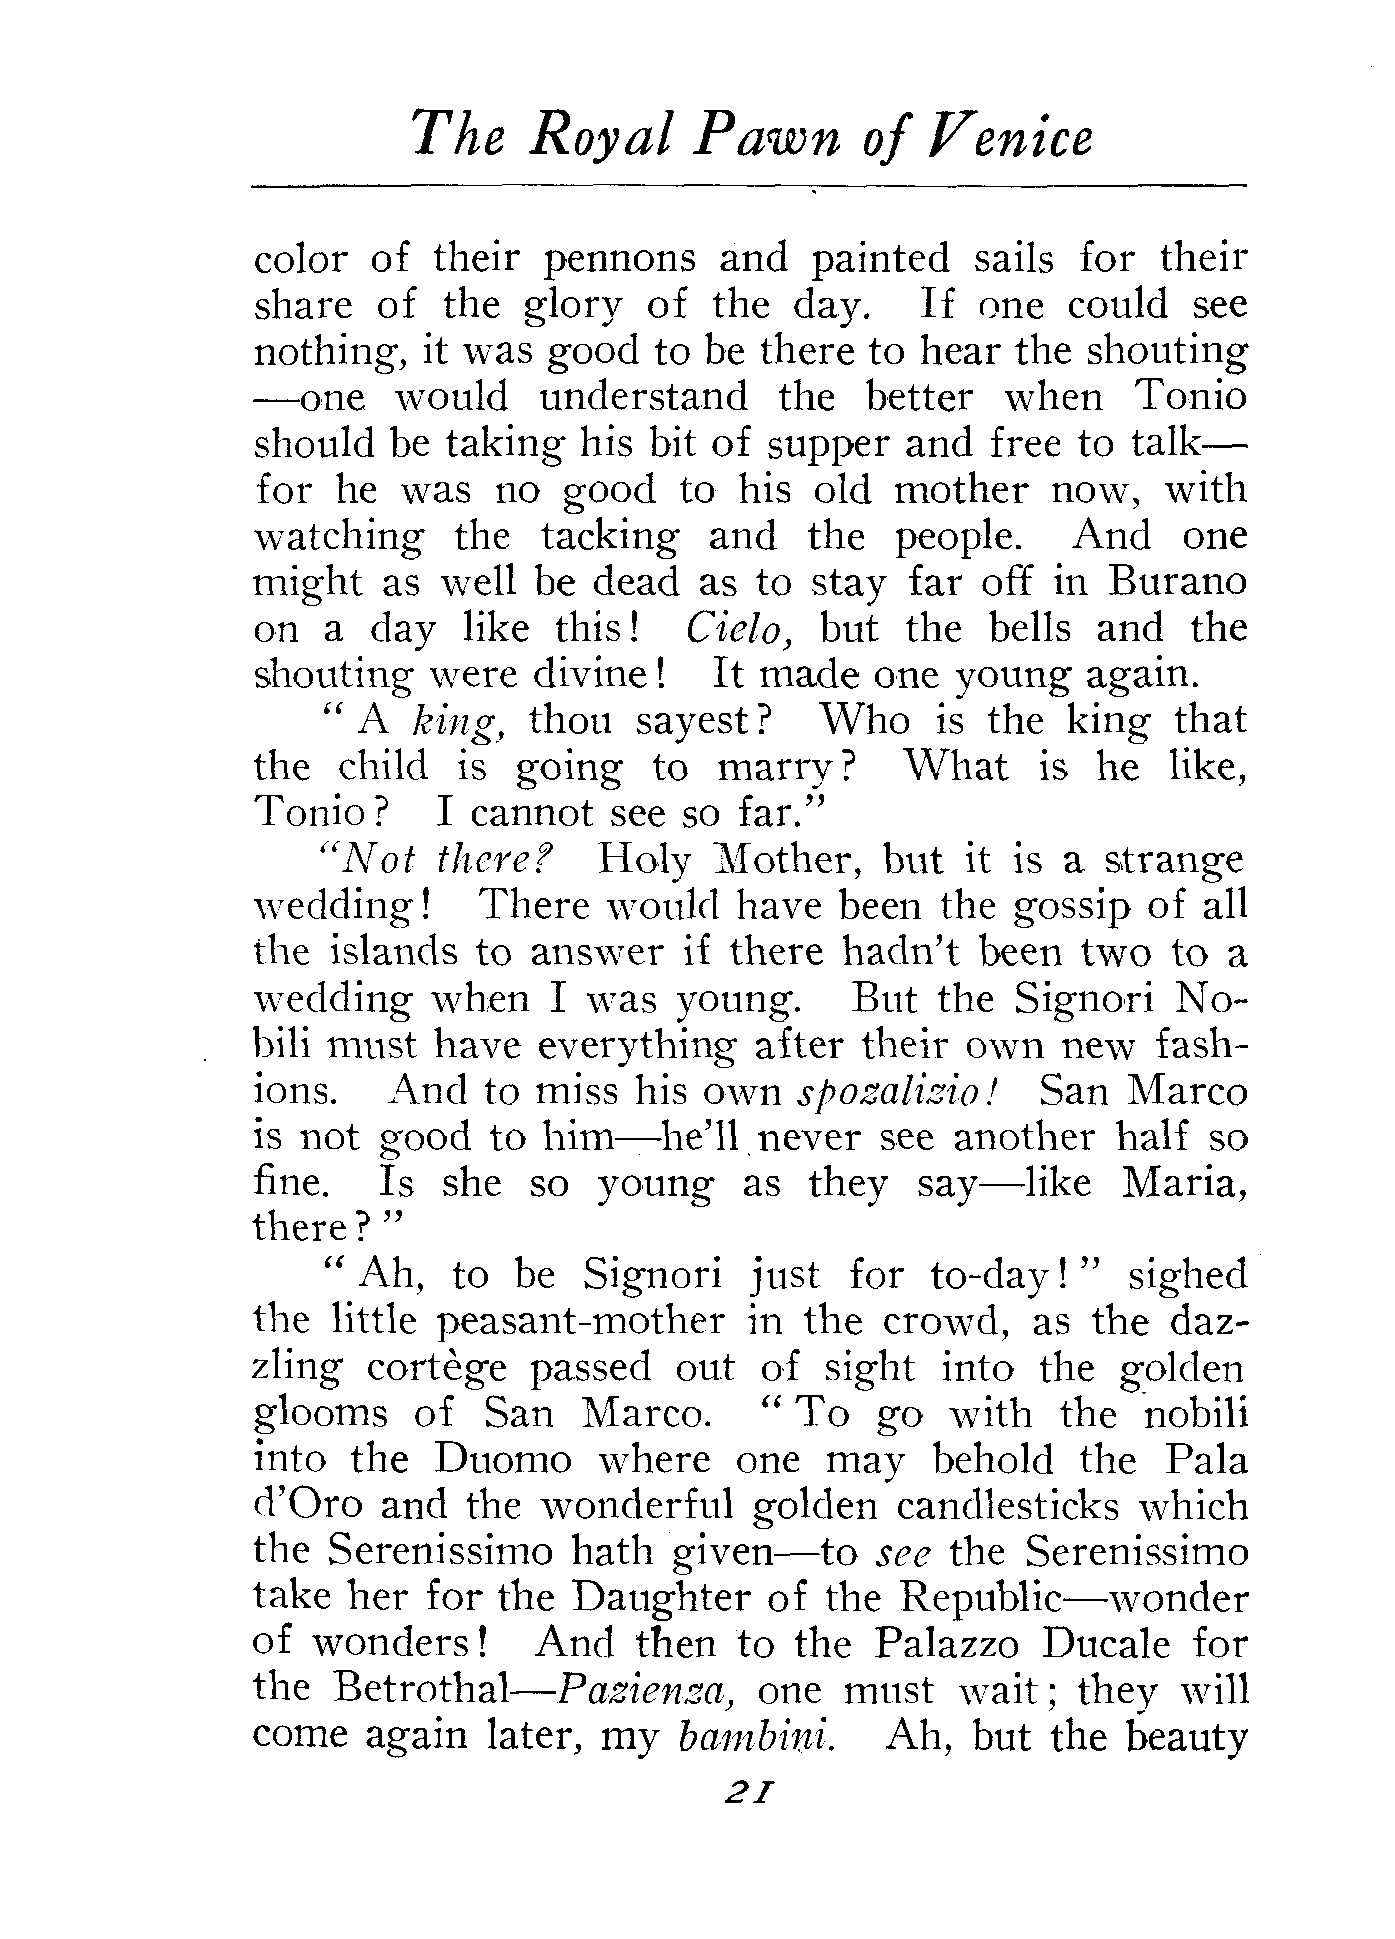 The Royal Pawn of Venice
color of their pennons and painted sails for their
share of the glory of the day. If one could see
nothing, it was good to be there to hear the shouting
—one would understand the better when Tonio
should be taking his bit of supper and free to talk—
for he was no good to his old mother now, with
watching the tacking and the people. And one
might as well be dead as to stay far off in Burano
on a day like this! Cielo, but the bells and the
shouting were divine! It made one young again.
" A king, thou sayest? Who is the king that
the child is going to marry? What is he like,
Tonio? I cannot see so far."
"Not there? Holy Mother, but it is a strange
wedding! There would have been the gossip of all
the islands to answer if there hadn't been two to a
wedding when I was young. But the Signori No-
bili must have everything after their own new fash-
ions. And to miss his own spozalizio! San Marco
is not good to him—he'll never see another half so
fine. Is she so young as they say—like Maria,
there?"
" Ah, to be Signori just for to-day!" sighed
the little peasant-mother in the crowd, as the daz-
zling cortège passed out of sight into the golden
glooms of San Marco. " To go with the nobili
into the Duomo where one may behold the Pala
d'Oro and the wonderful golden candlesticks which
the Serenissimo hath given—to see the Serenissimo
take her for the Daughter of the Republic—wonder
of wonders! And then to the Palazzo Ducale for
the Betrothal—Pazienza, one must wait; they will
come again later, my bambini. Ah, but the beauty
21